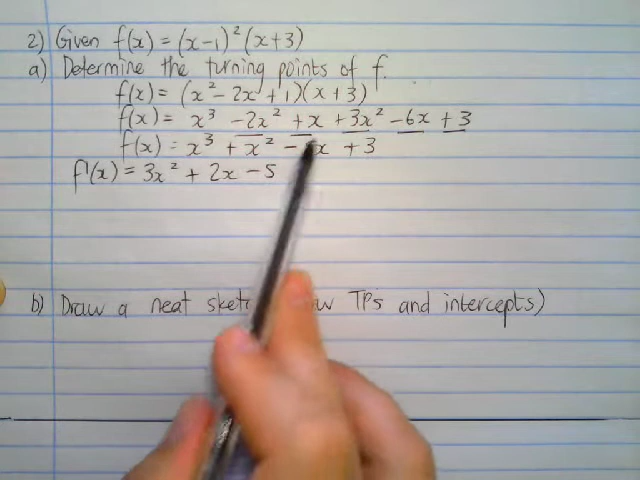 2) Given f(x) = (x-1)²(x+3)
a) Determine the turning points of f.
f(x) = (x² - 2x + 1)(x + 3)
f(x) = x³ - 2x² + x + 3x² - 6x + 3
f(x) = x³ + x² - x + 3
f'(x) = 3x² + 2x - 5
b) Draw a neat TPs and intercepts)